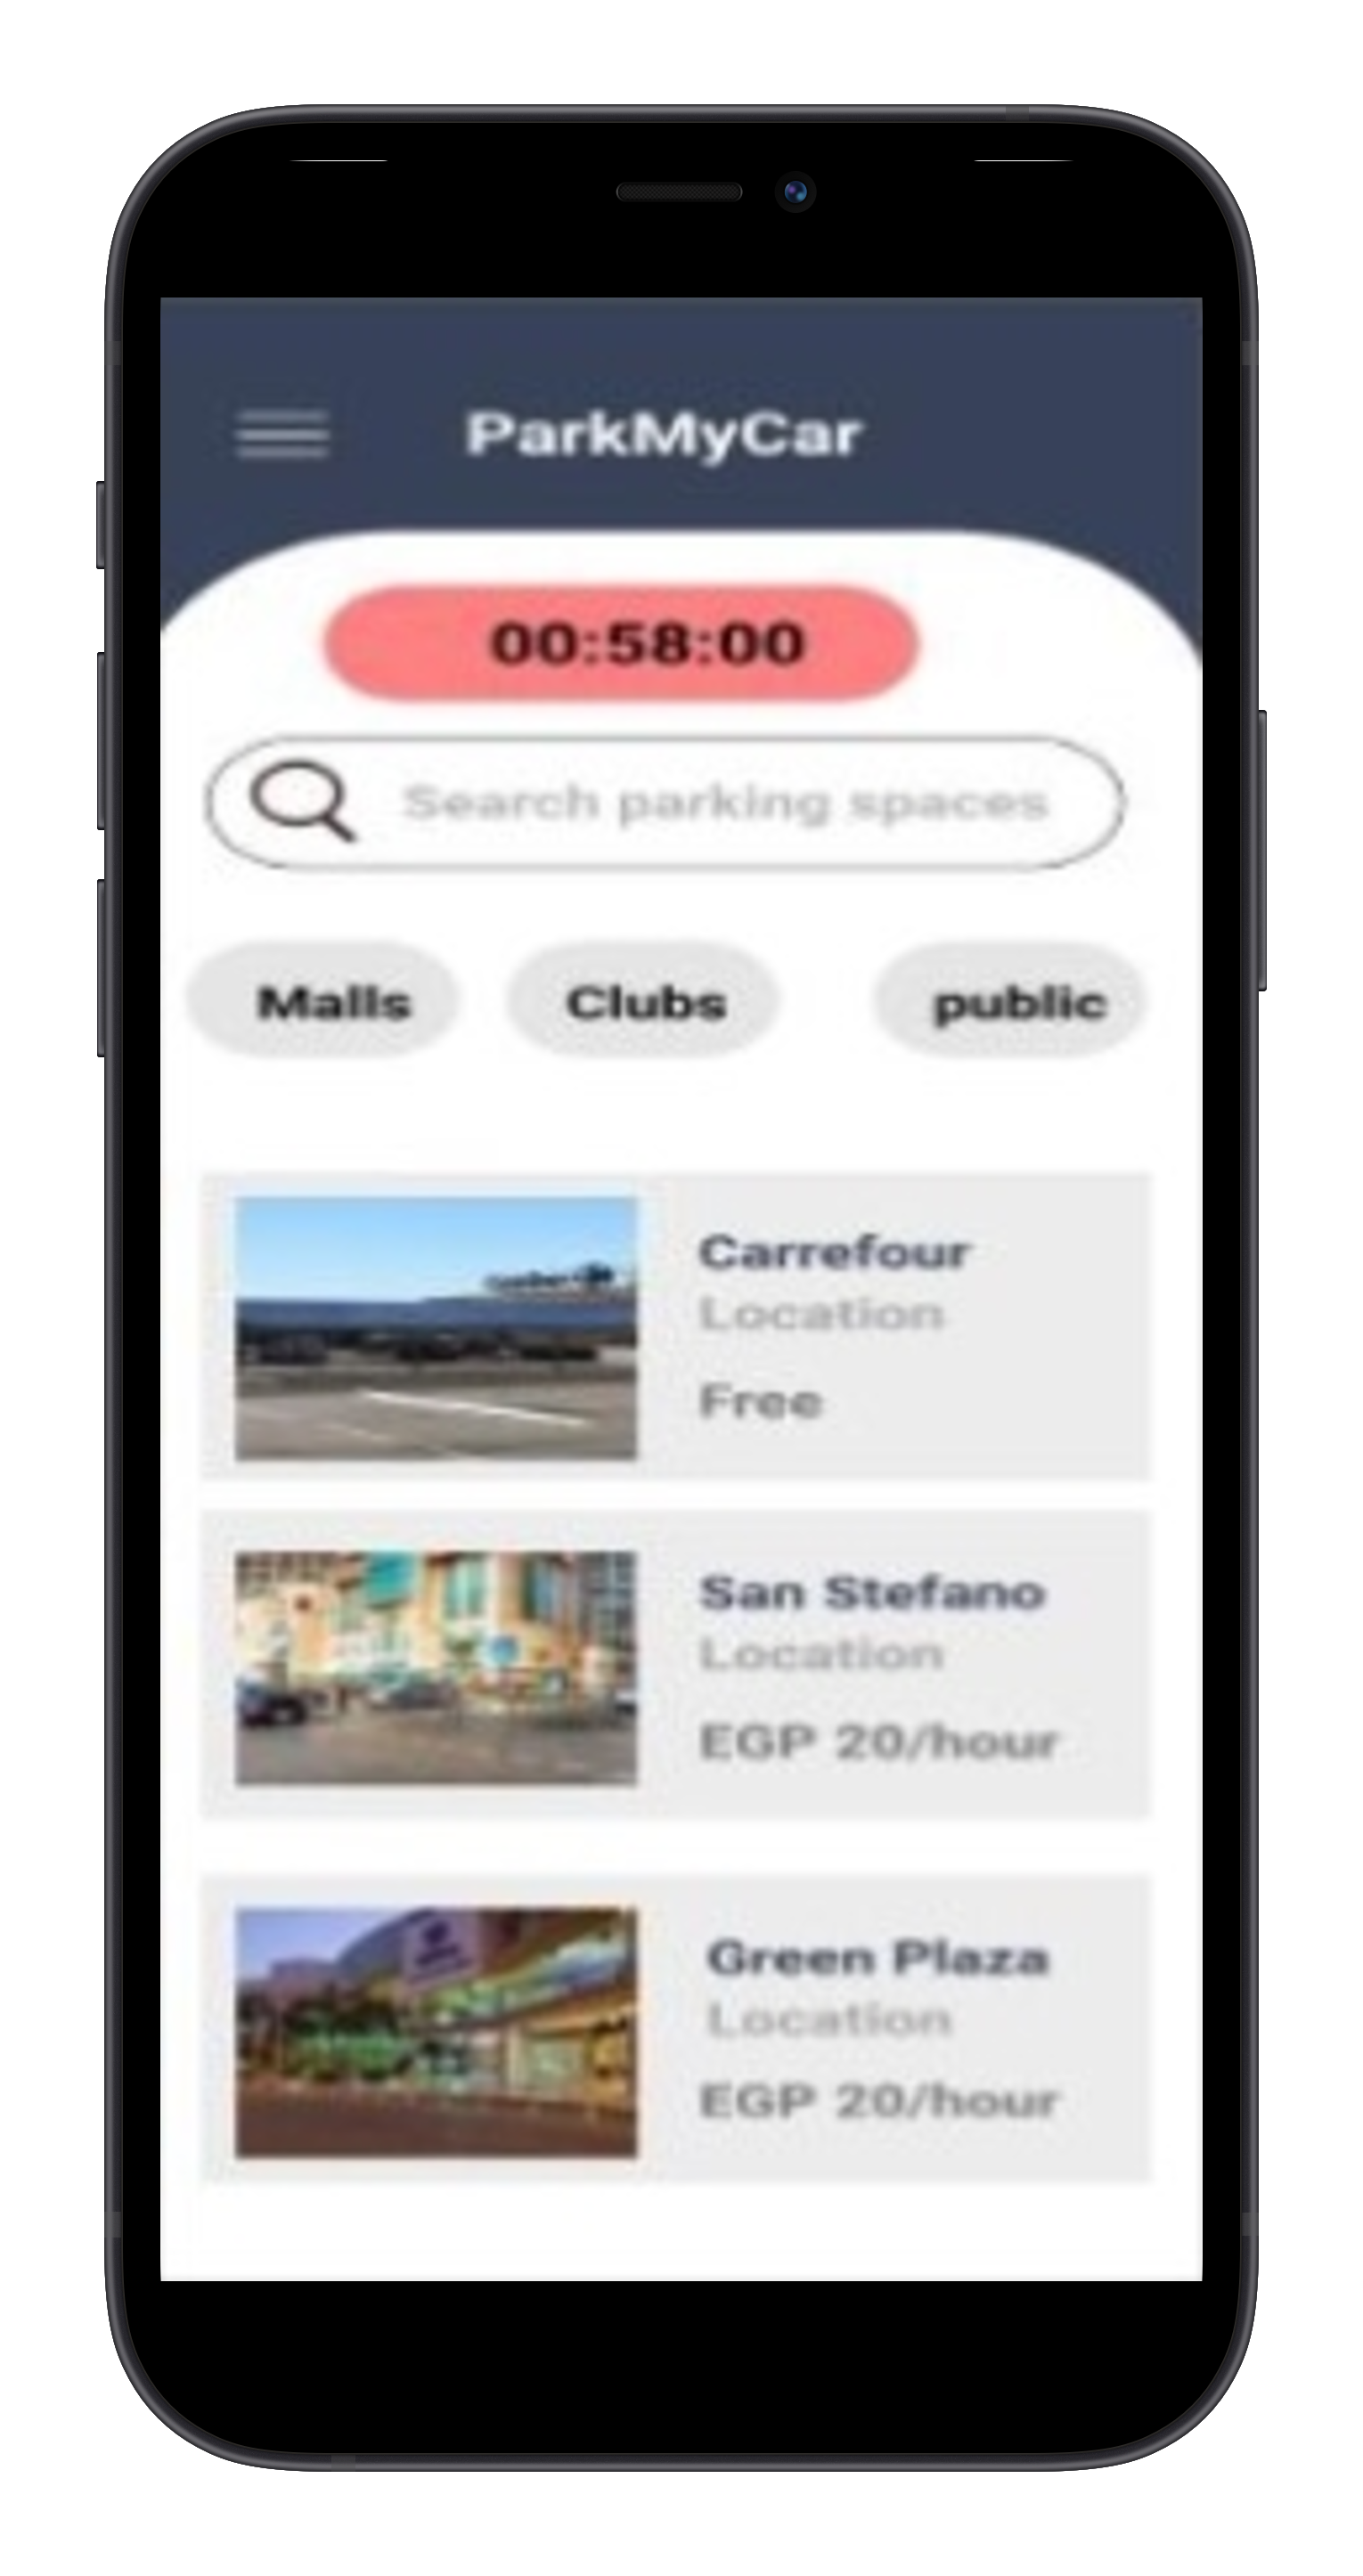 ParkMyCar
00:58:00
Search parking spaces
Malls Clubs public
Carrefour
Location
Free
San Stefano
Location
EGP 20/hour
Green Plaza
Location
EGP 20/hour